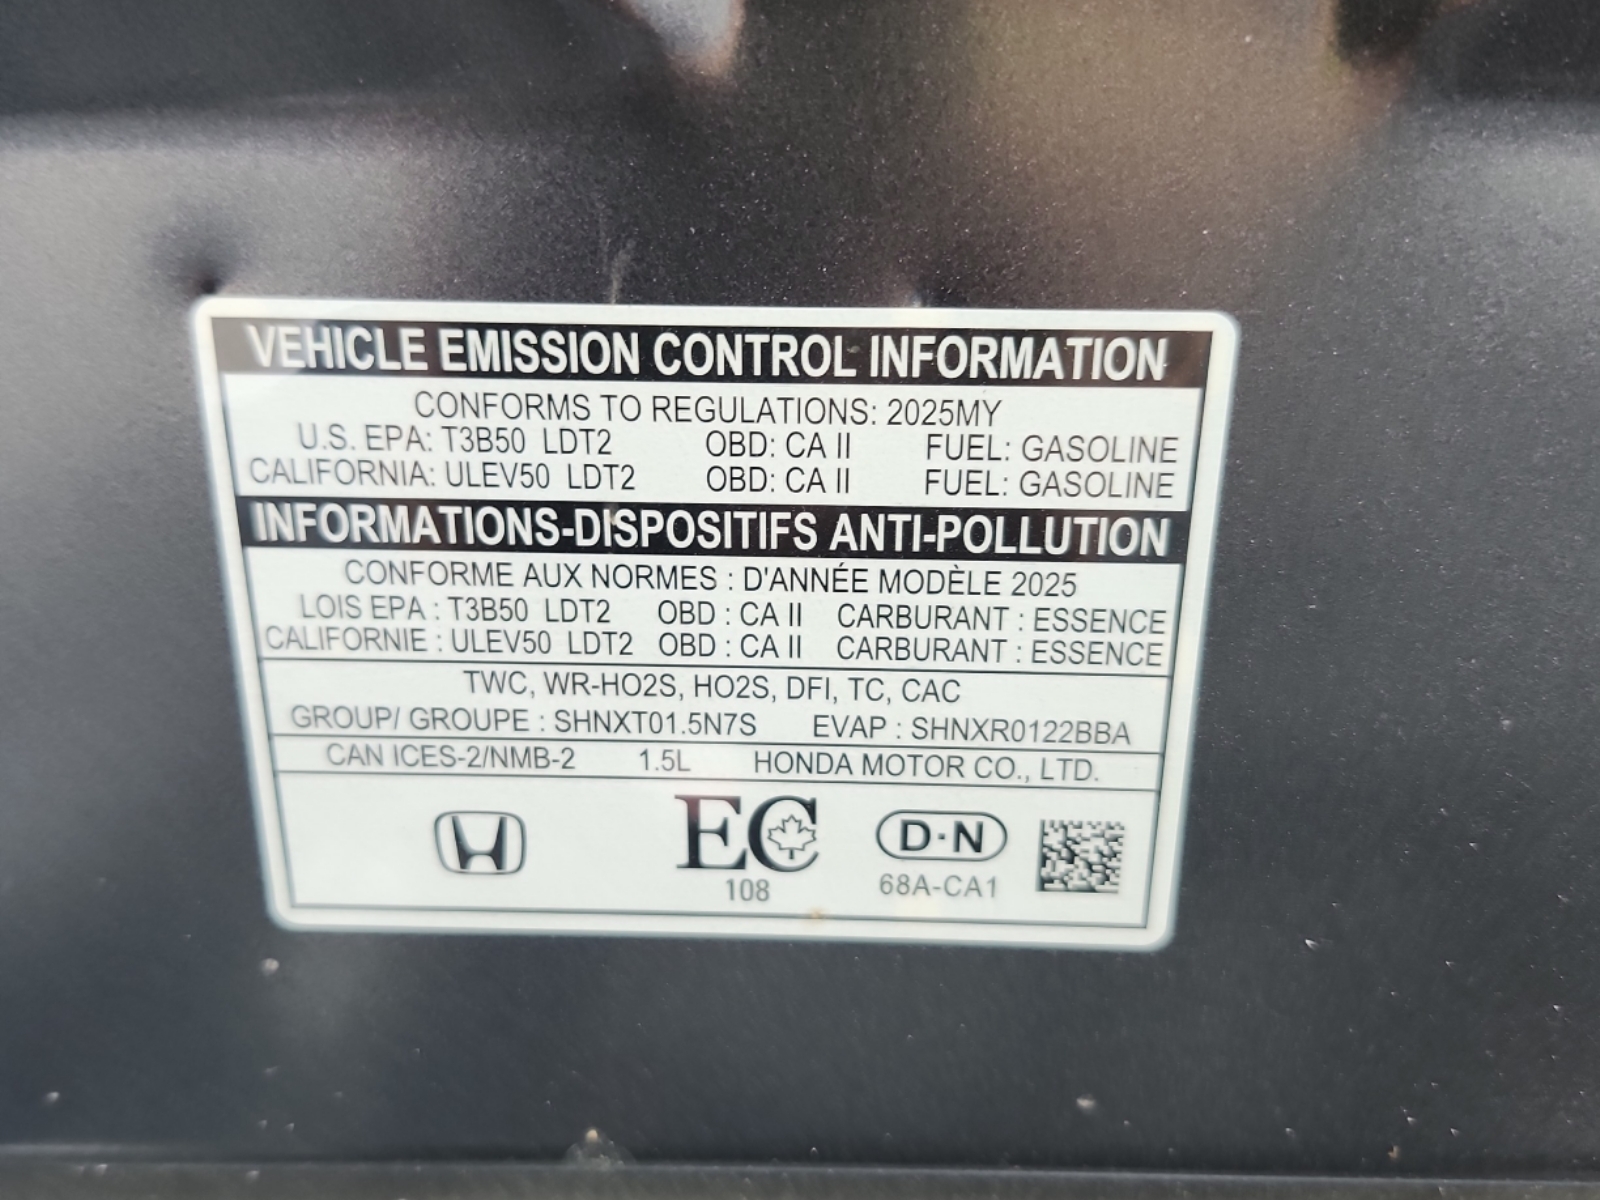 VEHICLE EMISSION CONTROL INFORMATION
CONFORMS TO REGULATIONS: 2025MY
U.S. EPA: T3B50 LDT2 OBD: CA II FUEL: GASOLINE
CALIFORNIA: ULEV50 LDT2 OBD: CA II FUEL: GASOLINE
INFORMATIONS-DISPOSITIFS ANTI-POLLUTION
CONFORME AUX NORMES : D'ANNÉE MODÈLE 2025
LOIS EPA : T3B50 LDT2 OBD : CA II CARBURANT : ESSENCE
CALIFORNIE : ULEV50 LDT2 OBD : CA II CARBURANT : ESSENCE
TWC, WR-HO2S, HO2S, DFI, TC, CAC
GROUP/ GROUPE : SHNXT01.5N7S EVAP : SHNXR0122BBA
CAN ICES-2/NMB-2 1.5L HONDA MOTOR CO., LTD.
EC D·N
108 68A-CA1